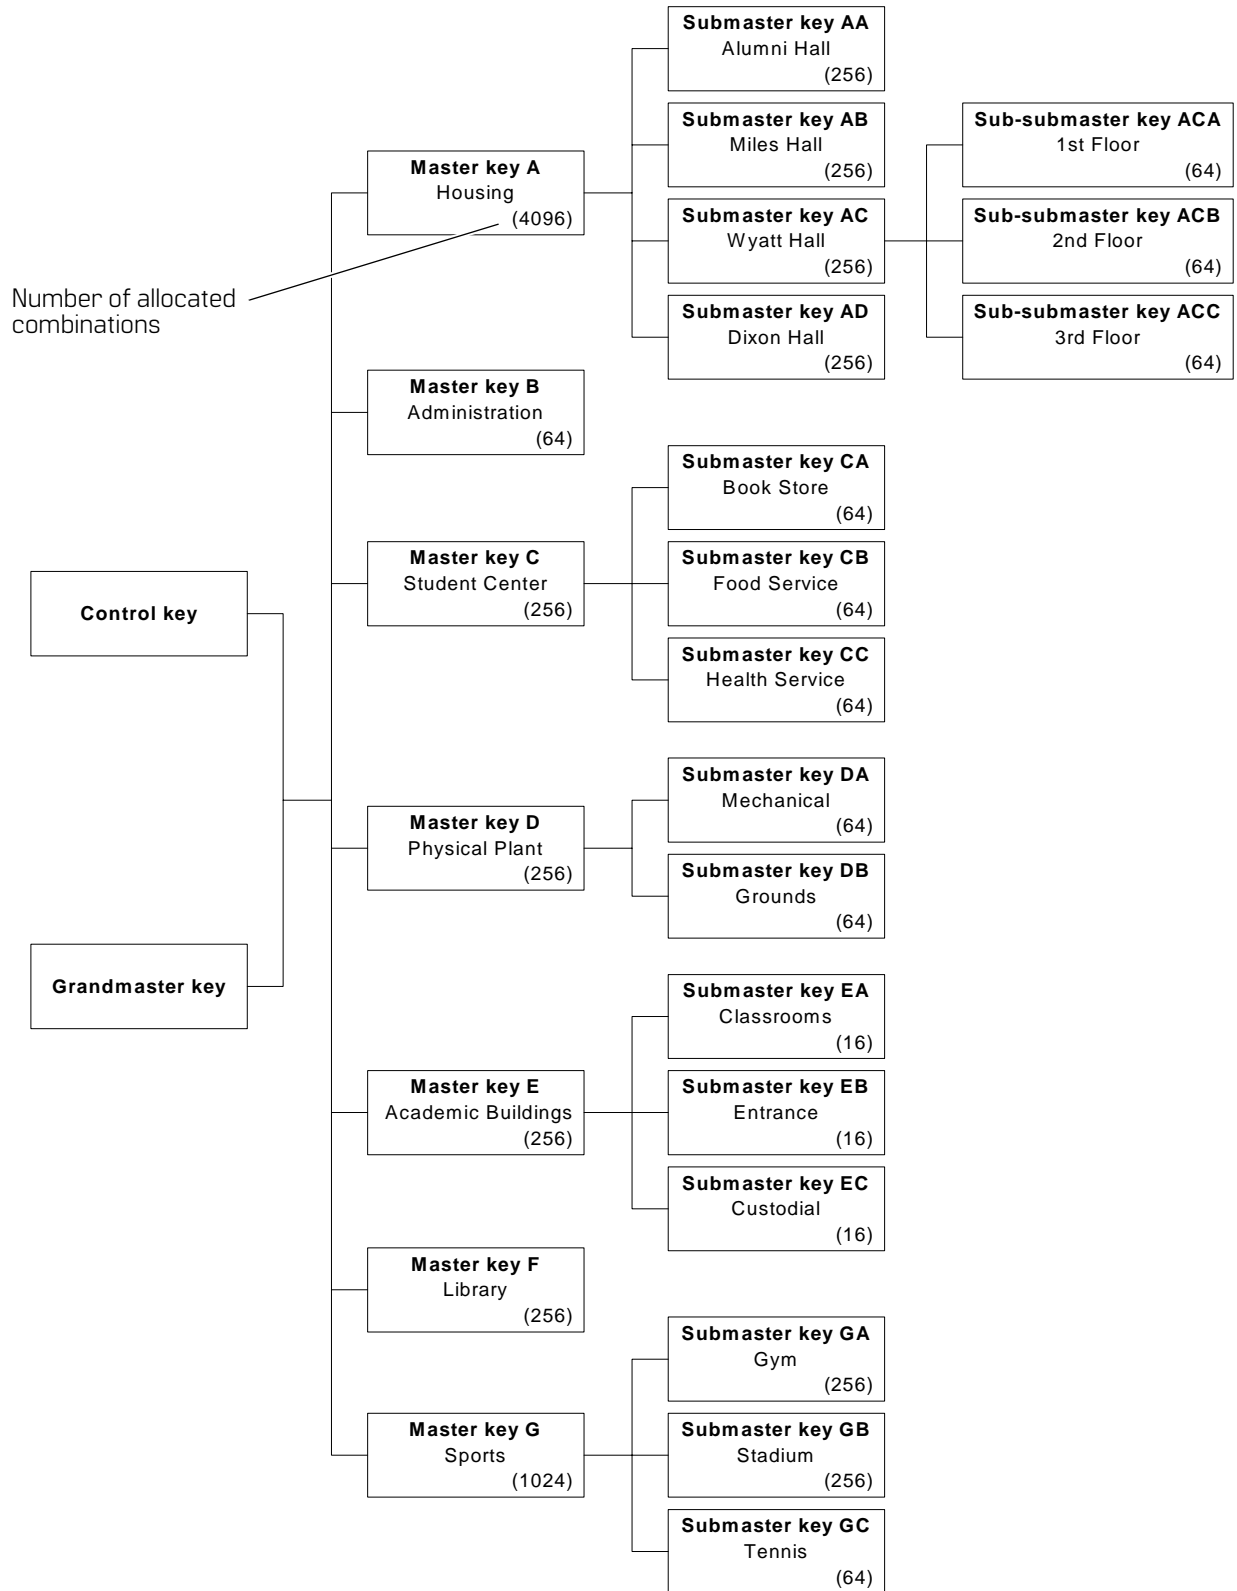 Submaster key AA
Alumni Hall
(256)
Submaster key AB
Miles Hall
(256)
Sub-submaster key ACA
1st Floor
(64)
Master key A
Housing
(4096)
Submaster key AC
Wyatt Hall
(256)
Sub-submaster key ACB
2nd Floor
(64)
Number of allocated
combinations
Submaster key AD
Dixon Hall
(256)
Sub-submaster key ACC
3rd Floor
(64)
Master key B
Administration
(64)
Submaster key CA
Book Store
(64)
Master key C
Student Center
(256)
Submaster key CB
Food Service
(64)
Control key
Submaster key CC
Health Service
(64)
Submaster key DA
Mechanical
(64)
Master key D
Physical Plant
(256)
Submaster key DB
Grounds
(64)
Grandmaster key
Submaster key EA
Classrooms
(16)
Master key E
Academic Buildings
(256)
Submaster key EB
Entrance
(16)
Submaster key EC
Custodial
(16)
Master key F
Library
(256)
Submaster key GA
Gym
(256)
Master key G
Sports
(1024)
Submaster key GB
Stadium
(256)
Submaster key GC
Tennis
(64)